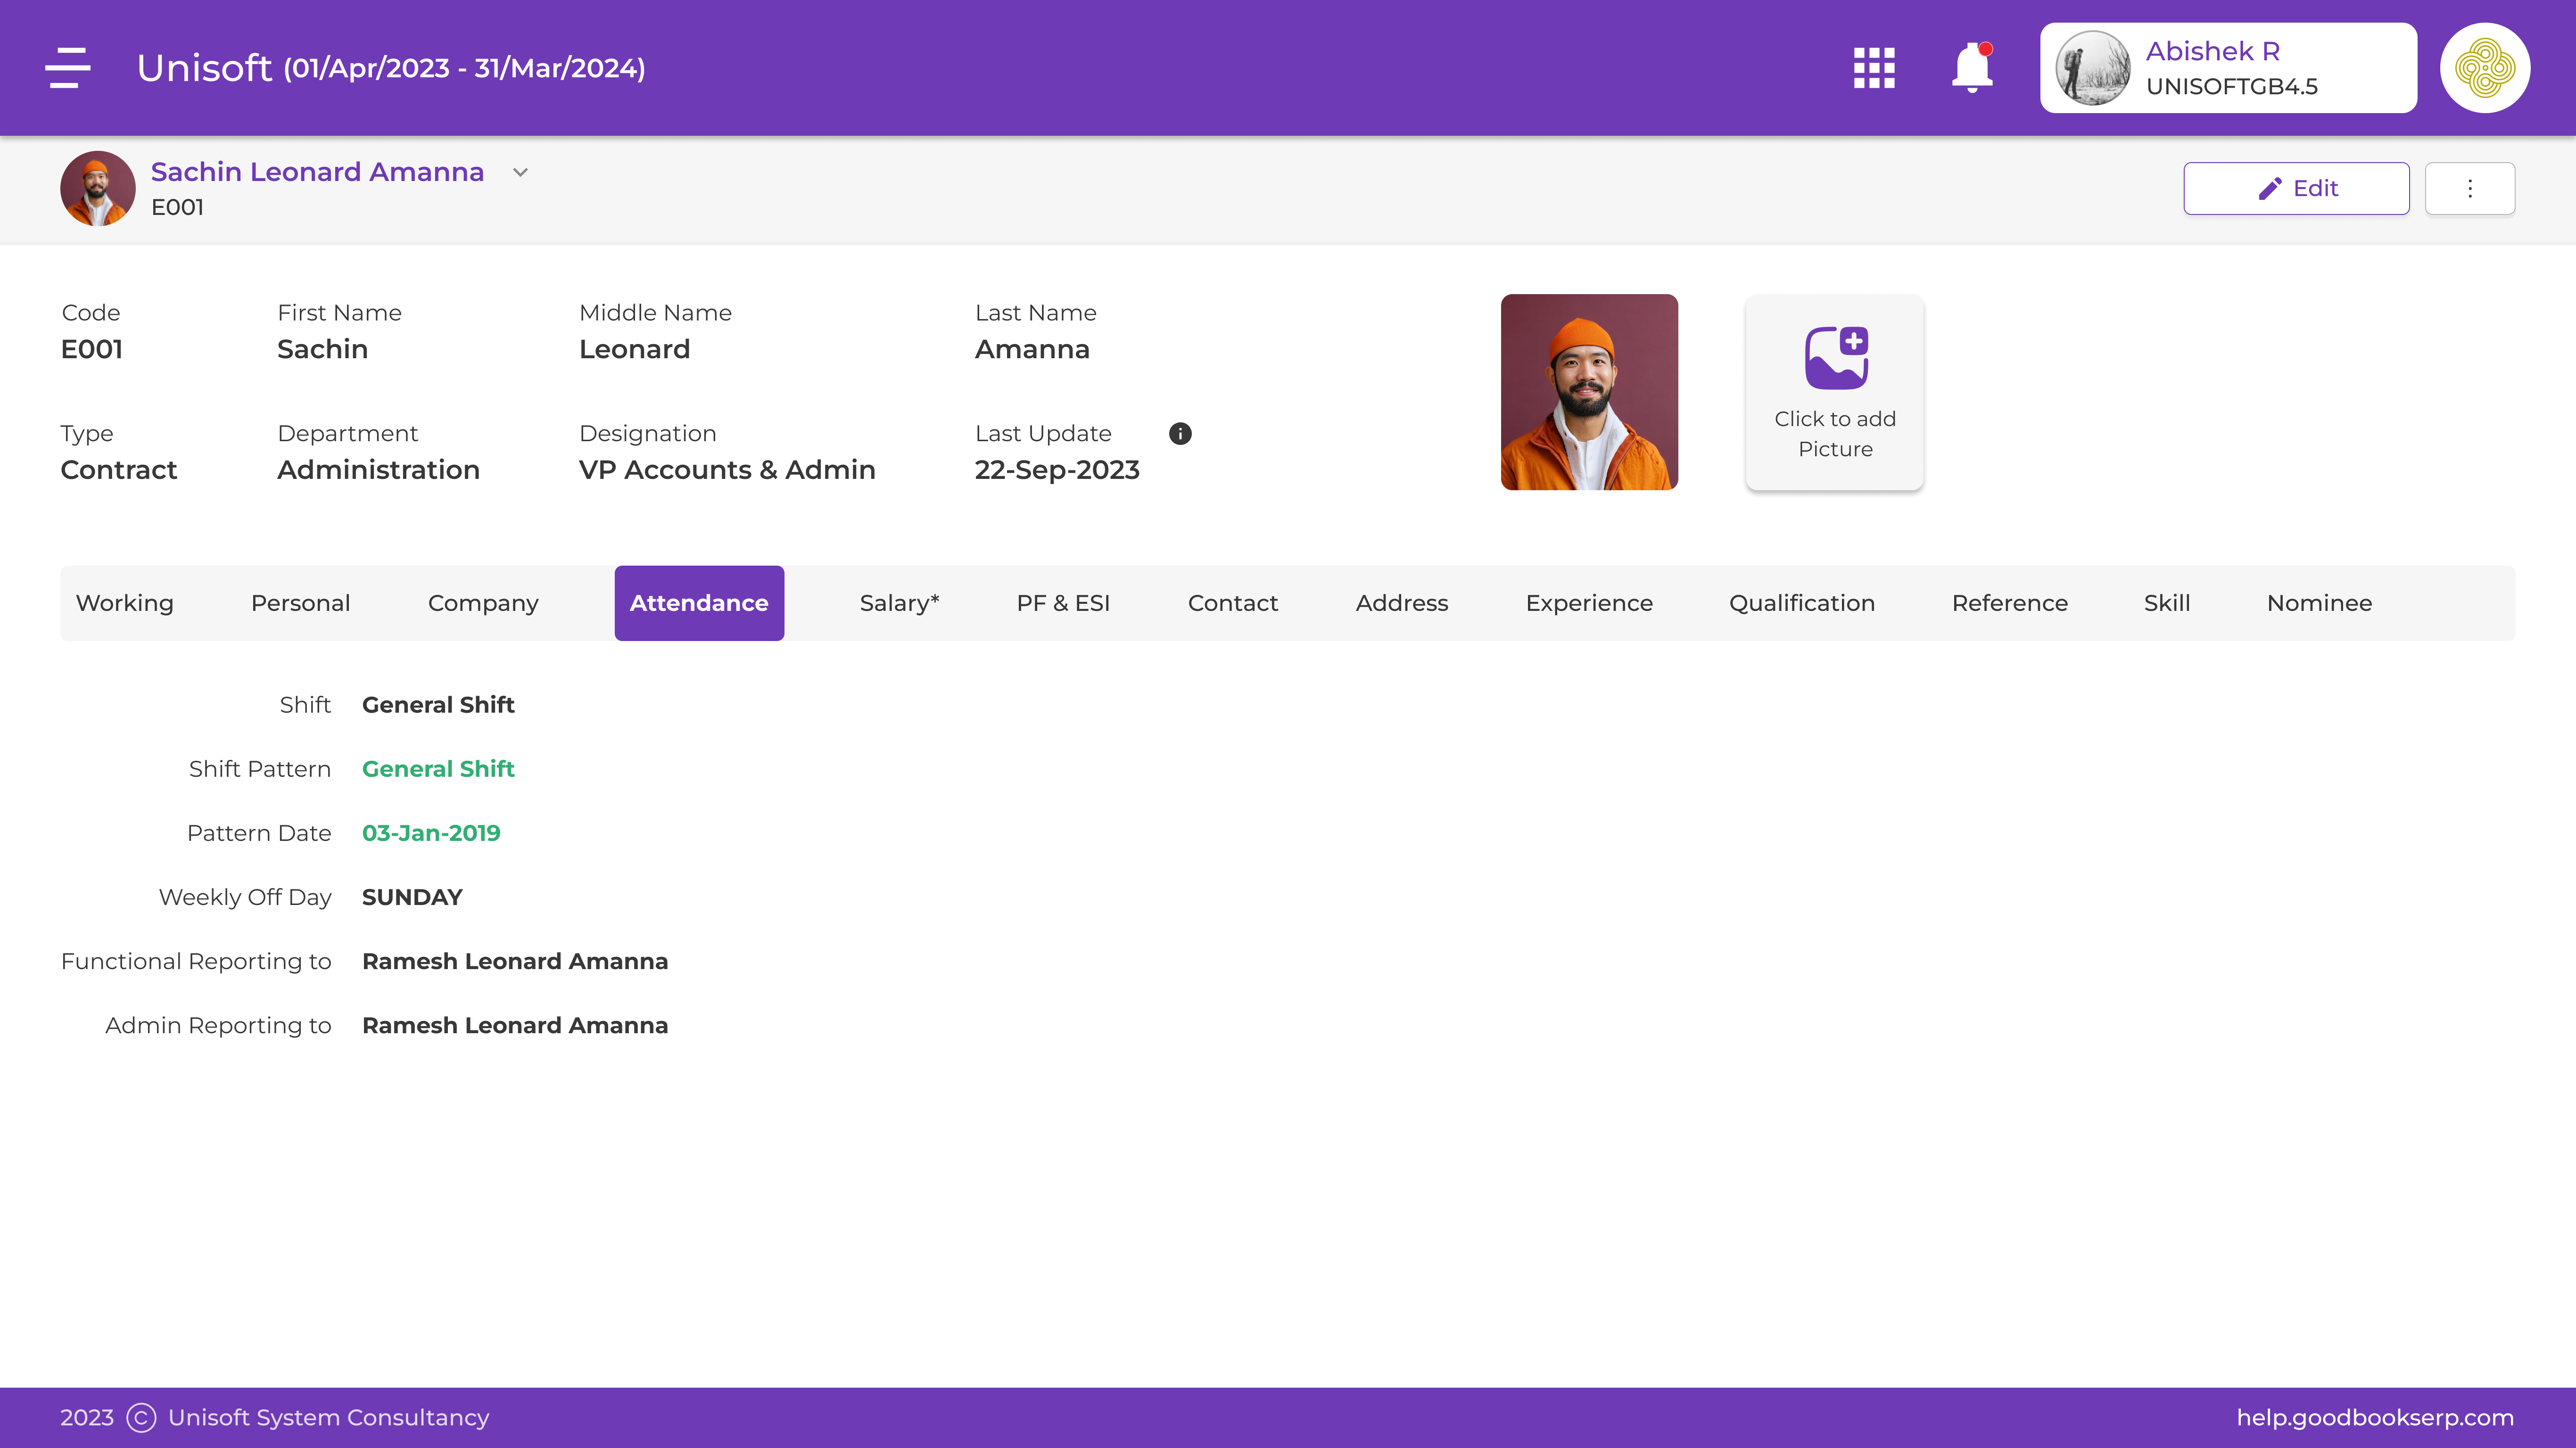 Unisoft (01/Apr/2023 - 31/Mar/2024)
Abishek R
UNISOFTGB4.5
Sachin Leonard Amanna
E001
Edit
Code
E001
First Name
Sachin
Middle Name
Leonard
Last Name
Amanna
Type
Contract
Department
Administration
Designation
VP Accounts & Admin
Last Update
22-Sep-2023
Click to add
Picture
Working Personal Company Attendance Salary* PF & ESI Contact Address Experience Qualification Reference Skill Nominee
Shift General Shift
Shift Pattern General Shift
Pattern Date 03-Jan-2019
Weekly Off Day SUNDAY
Functional Reporting to Ramesh Leonard Amanna
Admin Reporting to Ramesh Leonard Amanna
2023 © Unisoft System Consultancy
help.goodbookserp.com